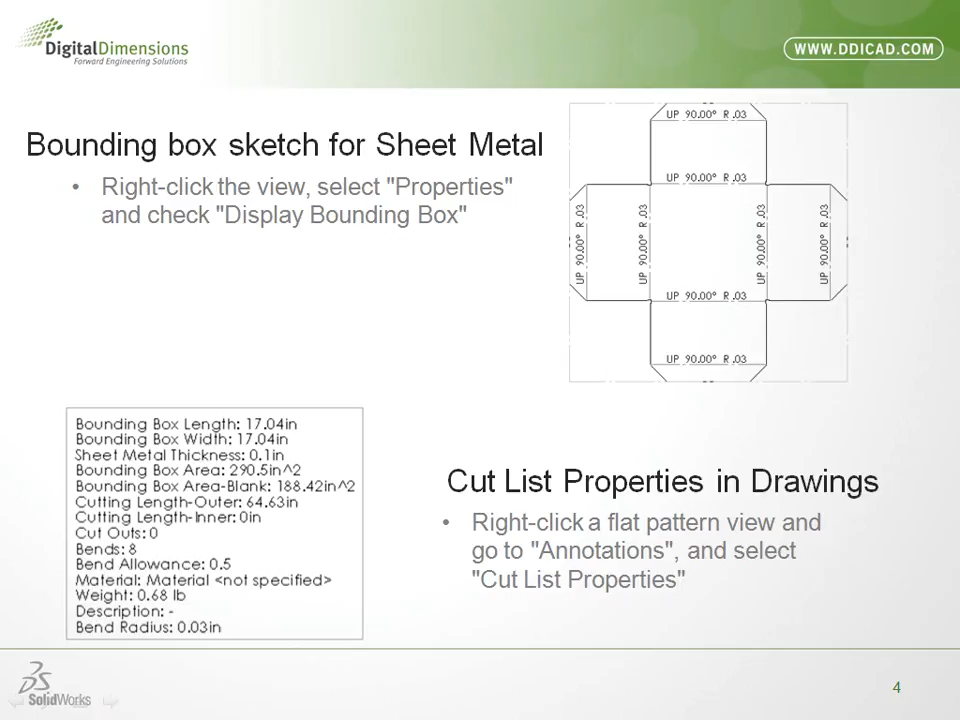 DigitalDimensions
Forward Engineering Solutions
WWW.DDICAD.COM
Bounding box sketch for Sheet Metal
• Right-click the view, select "Properties"
and check "Display Bounding Box"
UP 90.00° R .03
UP 90.00° R .03
UP 90.00° R .03
UP 90.00° R .03
UP 90.00° R .03
UP 90.00° R .03
UP 90.00° R .03
UP 90.00° R .03
Bounding Box Length: 17.04in
Bounding Box Width: 17.04in
Sheet Metal Thickness: 0.1in
Bounding Box Area: 290.5in^2
Bounding Box Area-Blank: 188.42in^2
Cutting Length-Outer: 64.63in
Cutting Length-Inner: 0in
Cut Outs: 0
Bends: 8
Bend Allowance: 0.5
Material: Material <not specified>
Weight: 0.68 lb
Description: -
Bend Radius: 0.03in
Cut List Properties in Drawings
• Right-click a flat pattern view and
go to "Annotations", and select
"Cut List Properties"
SolidWorks
4